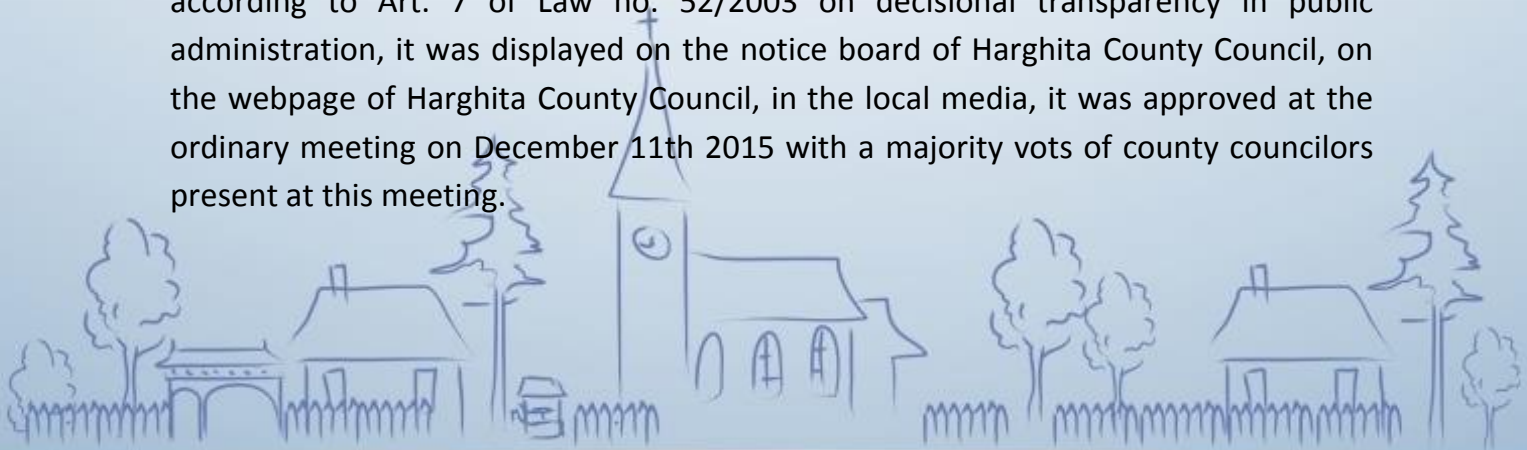 according to Art. 7 of Law no. 52/2003 on decisional transparency in public
administration, it was displayed on the notice board of Harghita County Council, on
the webpage of Harghita County Council, in the local media, it was approved at the
ordinary meeting on December 11th 2015 with a majority vots of county councilors
present at this meeting.